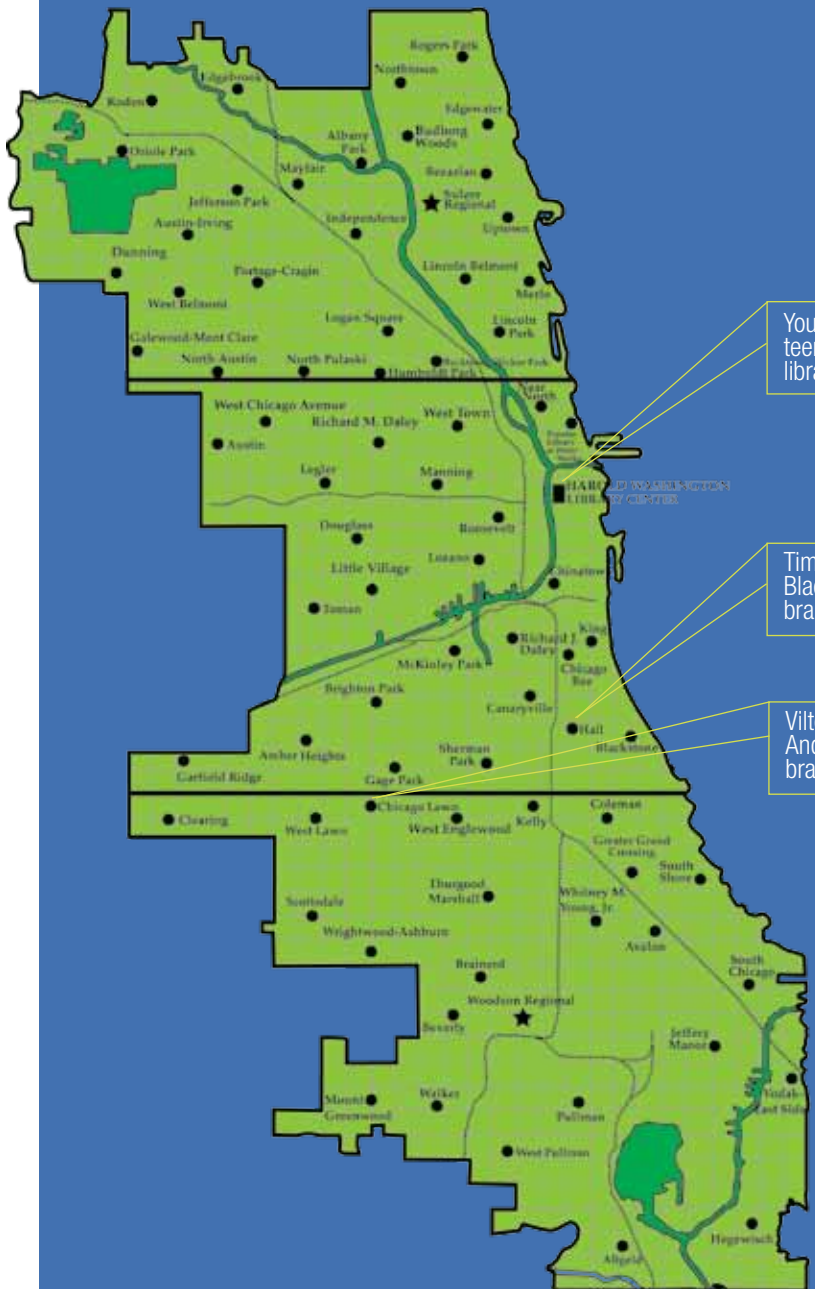 Rogers Park
Northtown
Edgebrook
Roden
Edgewater
Budlong
Woods
Albany
Park
Oriole Park
Bezazian
Mayfair
Jefferson Park
Sulzer
Regional
Independence
Uptown
Austin-Irving
Dunning
Lincoln Belmont
Portage-Cragin
Merlo
West Belmont
Logan Square
Lincoln
Park
Galewood-Mont Clare
North Austin
North Pulaski
Humboldt Park
Near
North
West Chicago Avenue
Richard M. Daley
West Town
Austin
Legler
Manning
HAROLD WASHINGTON
LIBRARY CENTER
Roosevelt
Douglass
Lozano
Little Village
Chinatown
Toman
King
Richard J.
Daley
McKinley Park
Chicago
Bee
Brighton Park
Canaryville
Hall
Blackstone
Archer Heights
Sherman
Park
Garfield Ridge
Gage Park
Chicago Lawn
Kelly
Coleman
Clearing
West Lawn
West Englewood
Greater Grand
Crossing
South
Shore
Thurgood
Marshall
Whitney M.
Young, Jr.
Scottsdale
Wrightwood-Ashburn
Avalon
South
Chicago
Brainerd
Woodson Regional
Beverly
Jeffery
Manor
Vodak
East Side
Mount
Greenwood
Walker
Pullman
West Pullman
Hegewisch
Altgeld
You
teen
libra
Tim
Blac
bra
Vilt
And
bra